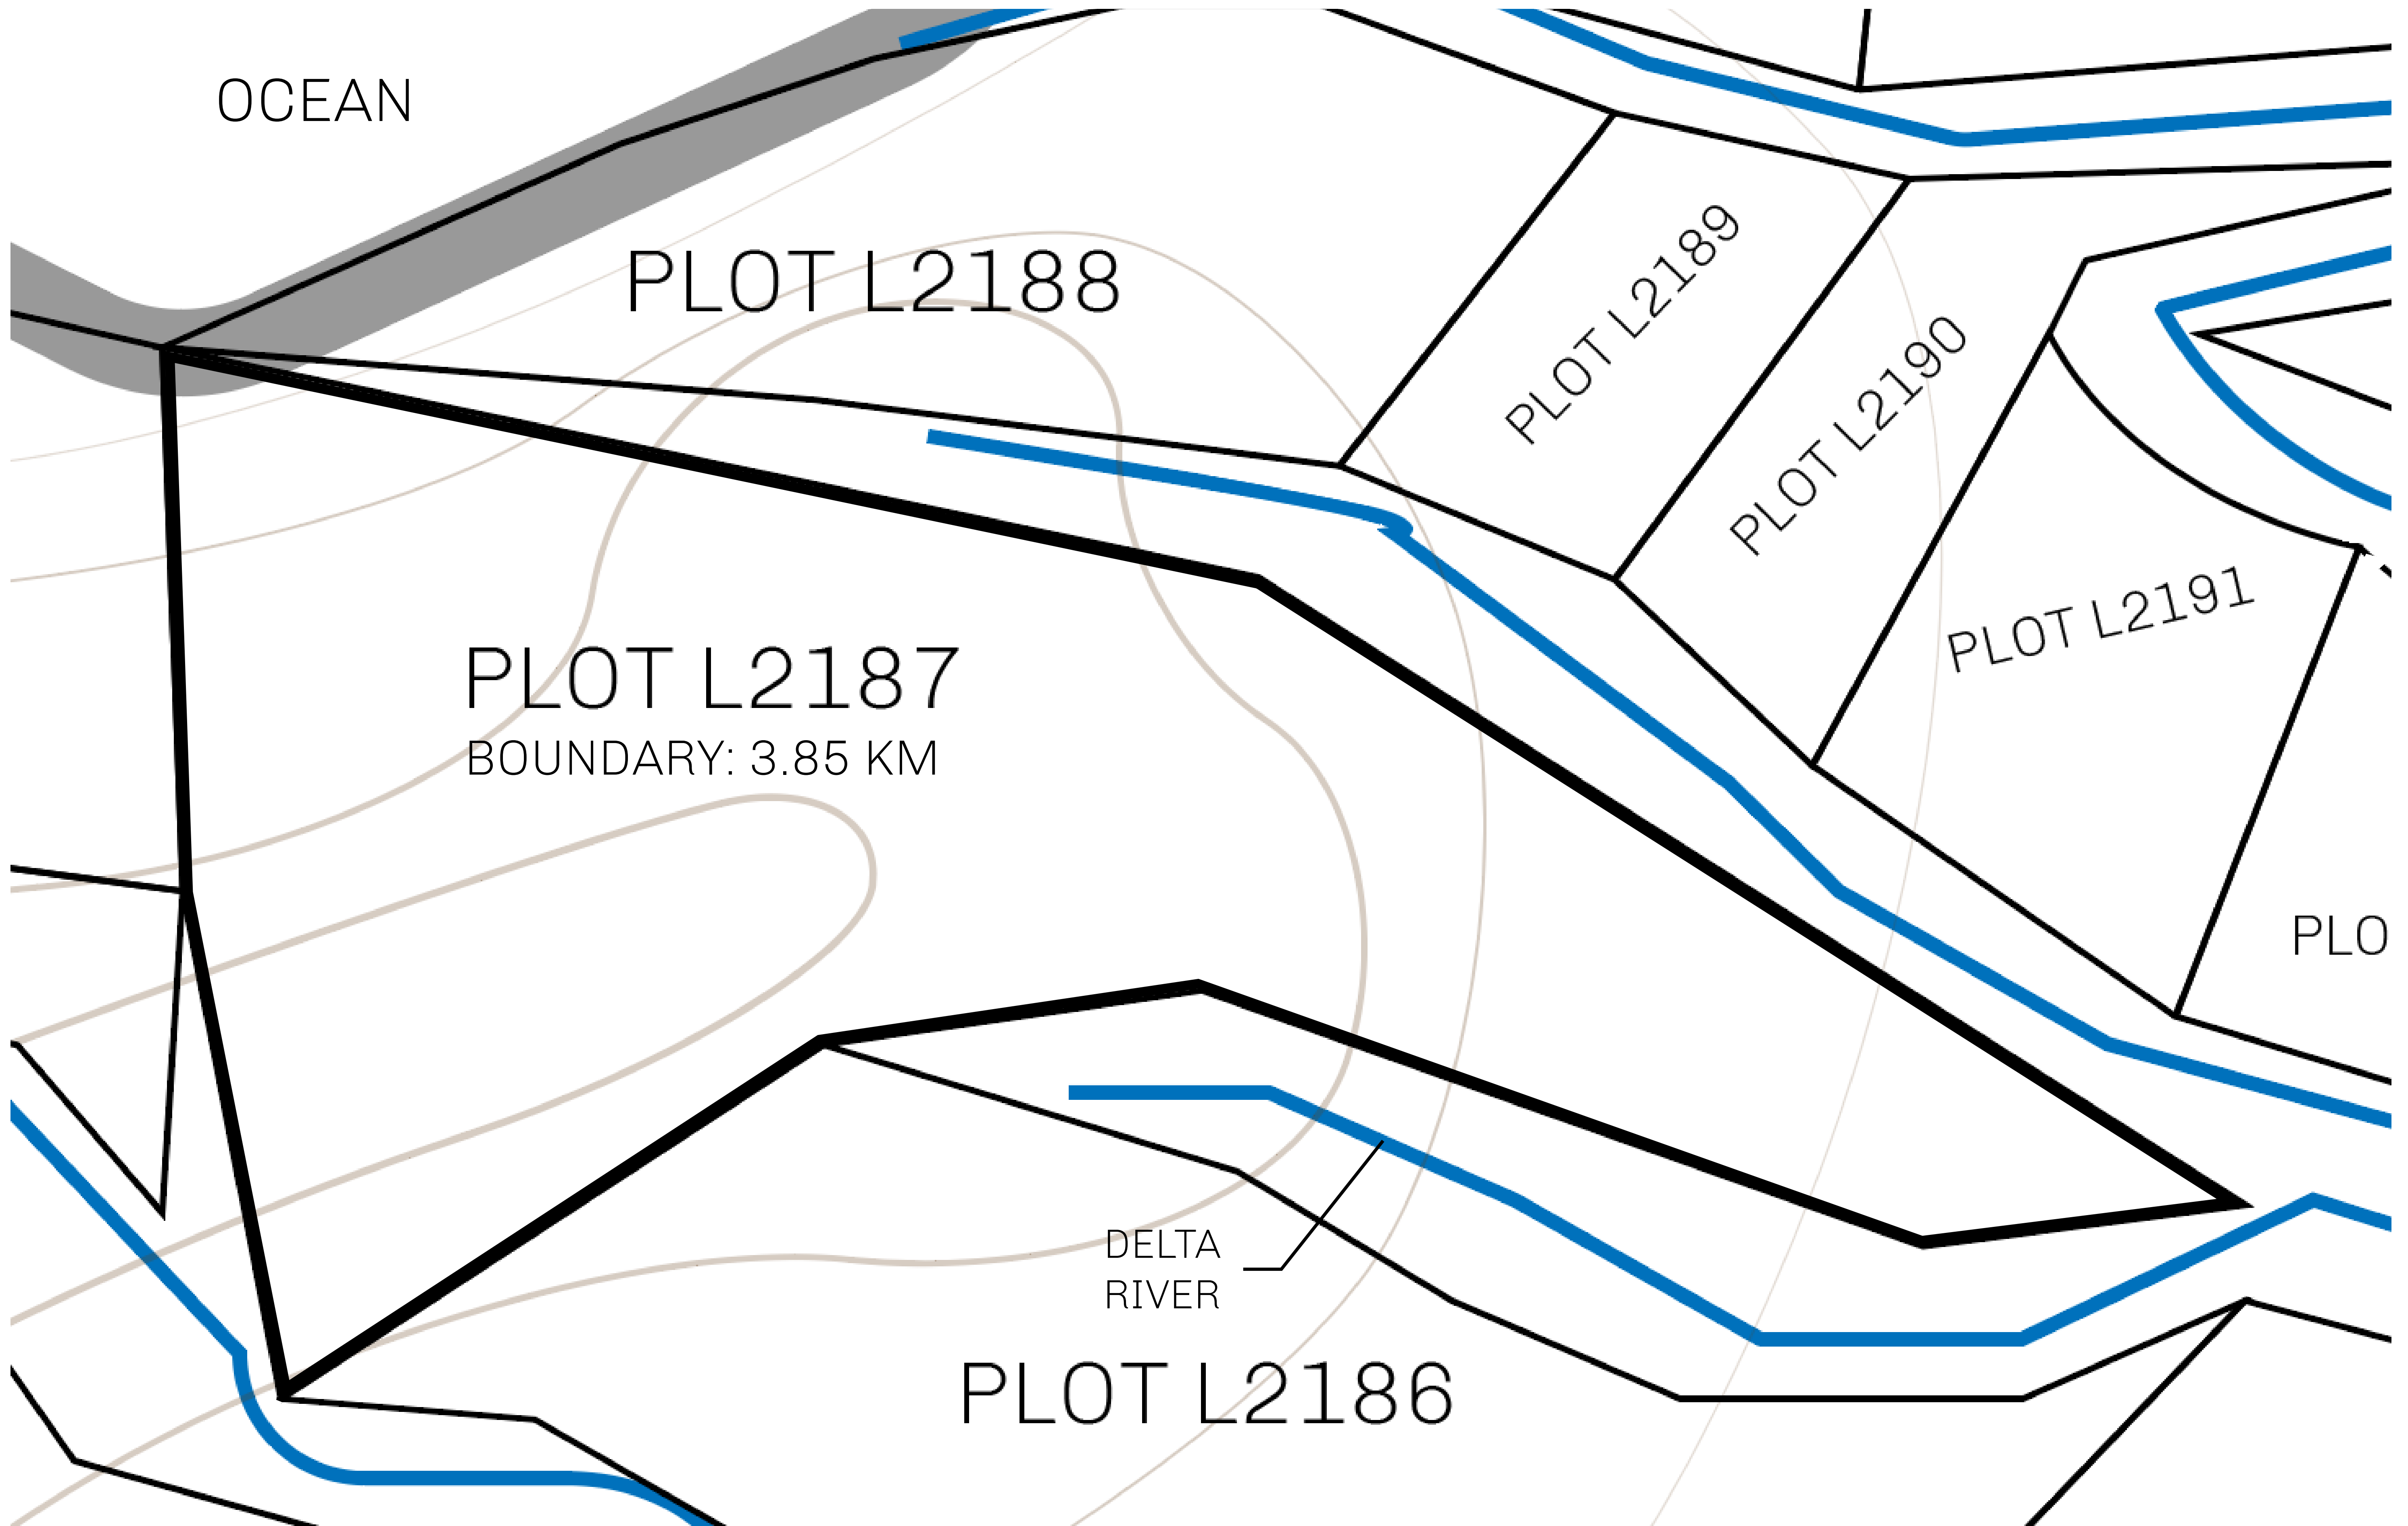 OCEAN
PLOT L2188
PLOT L2189
PLOT L2190
PLOT L2191
PLOT L2187
BOUNDARY: 3.85 KM
PLO
DELTA
RIVER
PLOT L2186